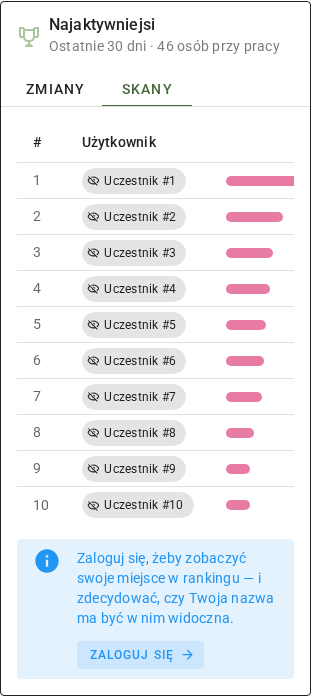 Najaktywniejsi
Ostatnie 30 dni · 46 osób przy pracy
ZMIANY SKANY
# Użytkownik
1 Uczestnik #1
2 Uczestnik #2
3 Uczestnik #3
4 Uczestnik #4
5 Uczestnik #5
6 Uczestnik #6
7 Uczestnik #7
8 Uczestnik #8
9 Uczestnik #9
10 Uczestnik #10
Zaloguj się, żeby zobaczyć
swoje miejsce w rankingu — i
zdecydować, czy Twoja nazwa
ma być w nim widoczna.
ZALOGUJ SIĘ